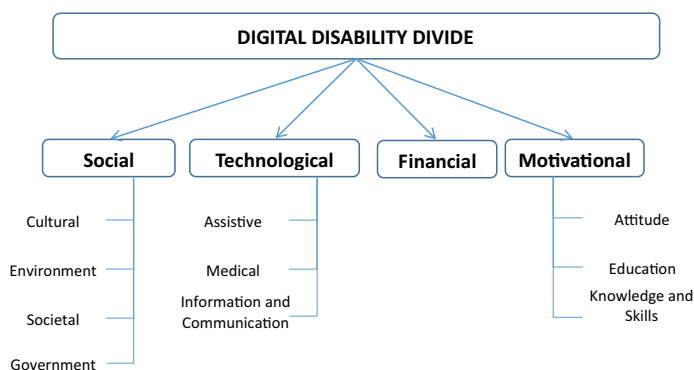 DIGITAL DISABILITY DIVIDE
Social
Technological
Financial
Motivational
Cultural
Environment
Societal
Government
Assistive
Medical
Information and
Communication
Attitude
Education
Knowledge and
Skills